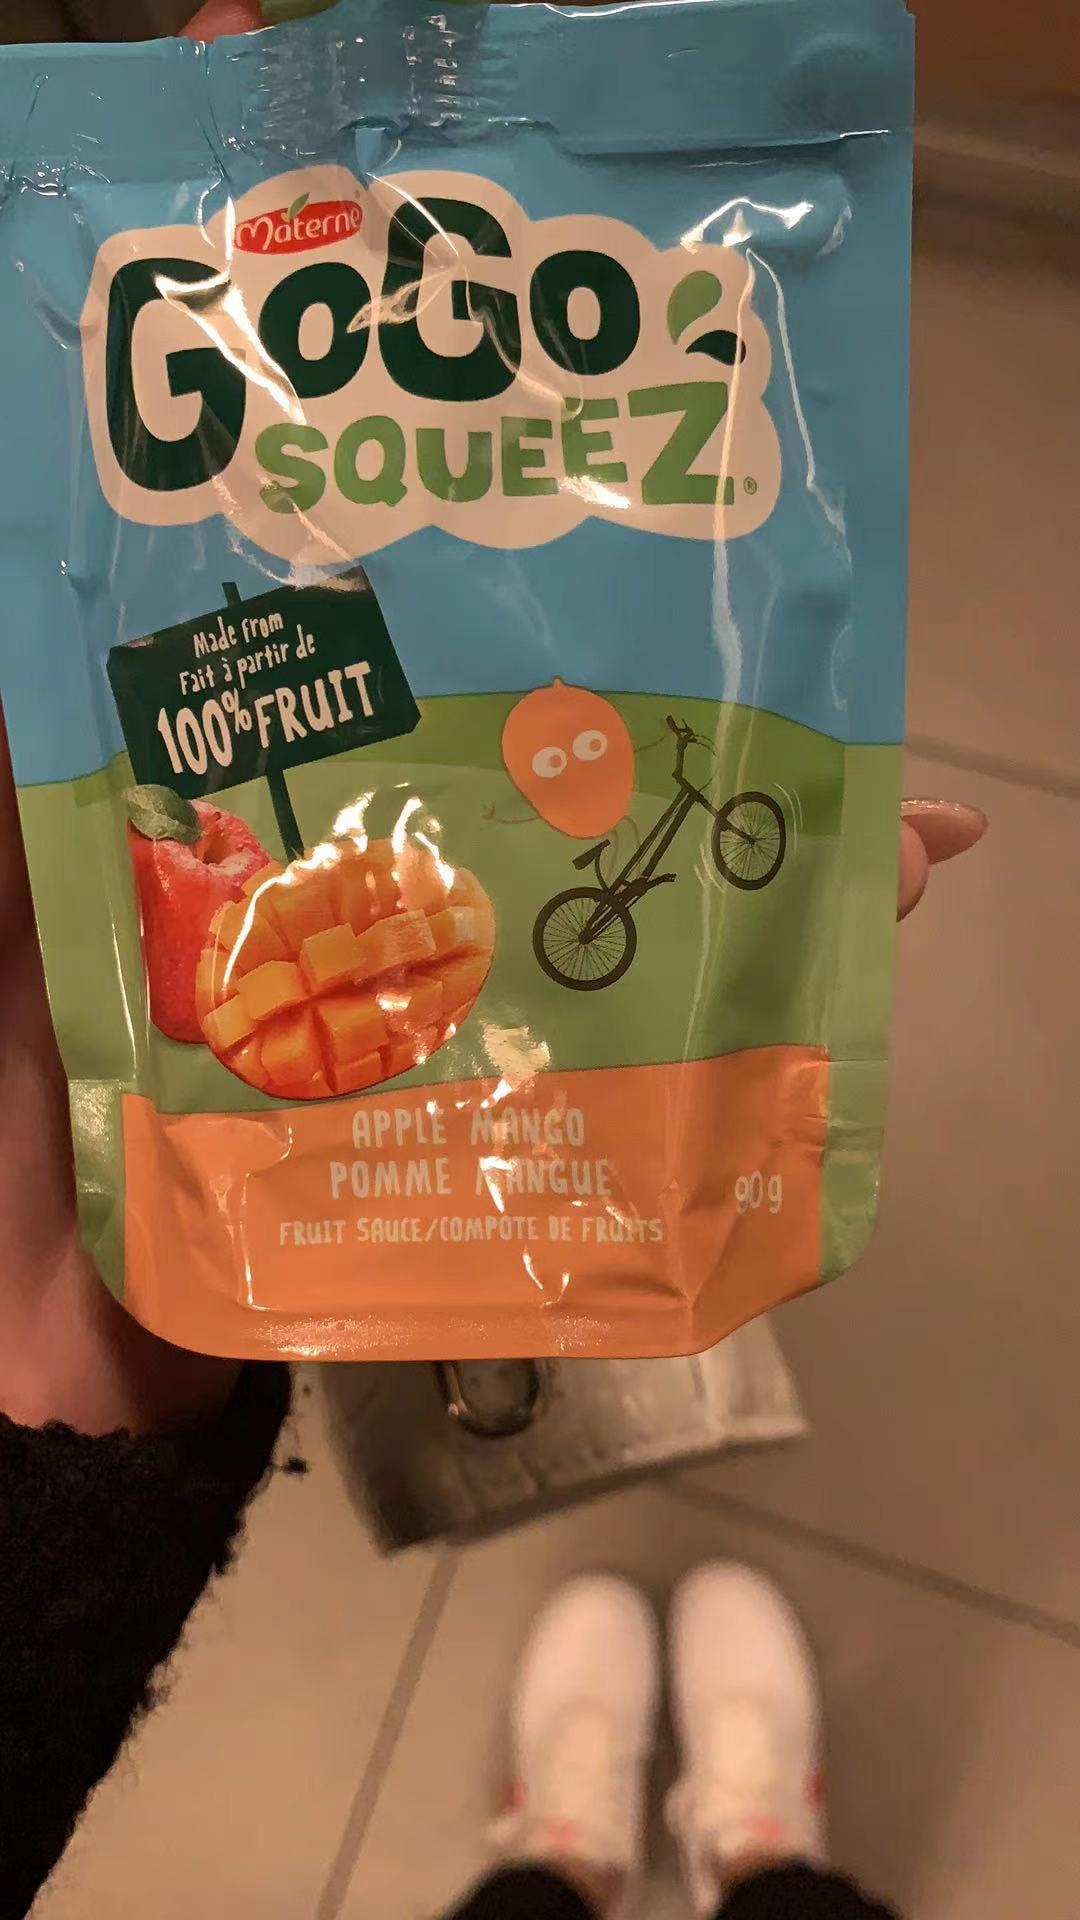 Materne
GoGo
SQUEEZ®
Made from
Fait à partir de
100% FRUIT
APPLE MANGO
POMME MANGUE
90 g
FRUIT SAUCE/COMPOTE DE FRUITS